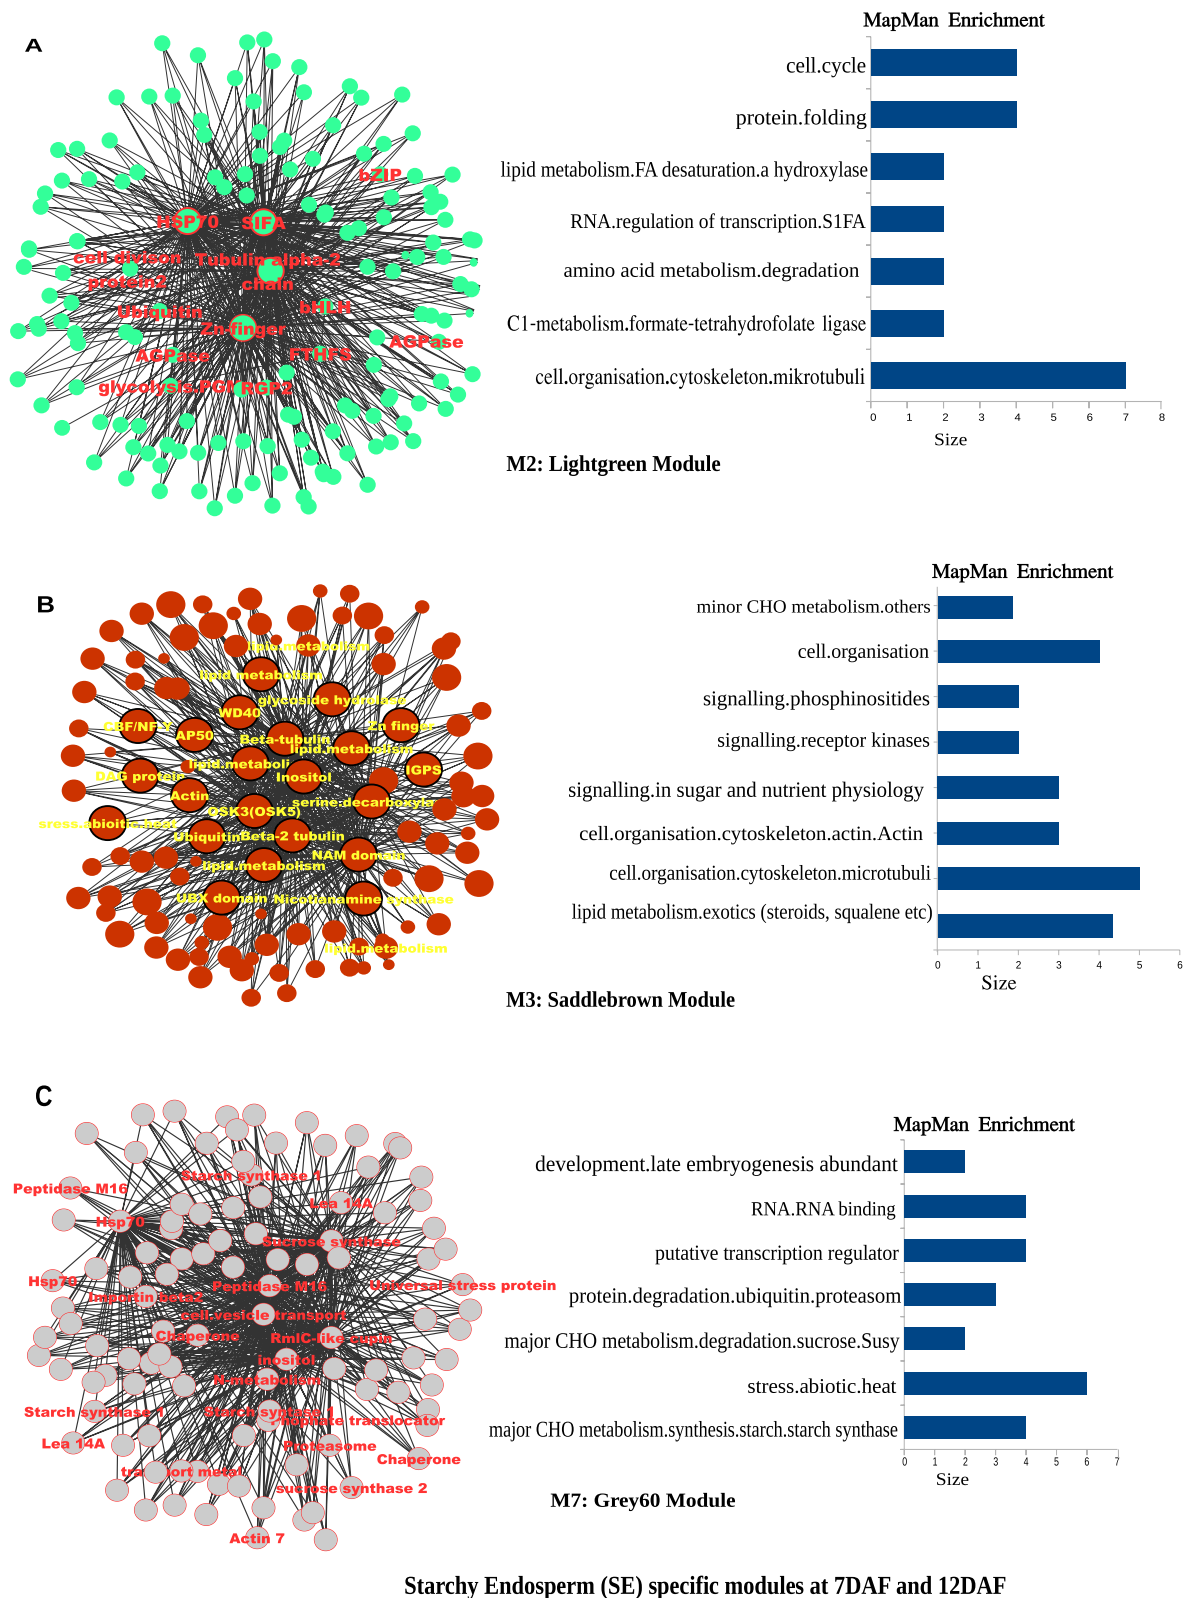 A
MapMan Enrichment
cell.cycle
protein.folding
lipid metabolism.FA desaturation.a hydroxylase
RNA.regulation of transcription.S1FA
amino acid metabolism.degradation
C1-metabolism.formate-tetrahydrofolate ligase
cell.organisation.cytoskeleton.mikrotubuli
0 1 2 3 4 5 6 7 8
Size
bZIP
HSP70
SIFA
cell divison
protein2
Tubulin alpha-2
chain
Ubiquitin
bHLH
Zn-finger
AGPase
AGPase
FTHFS
glycolysis.PGM
RGP2
M2: Lightgreen Module
B
MapMan Enrichment
minor CHO metabolism.others
cell.organisation
signalling.phosphinositides
signalling.receptor kinases
signalling.in sugar and nutrient physiology
cell.organisation.cytoskeleton.actin.Actin
cell.organisation.cytoskeleton.microtubuli
lipid metabolism.exotics (steroids, squalene etc)
0 1 2 3 4 5 6
Size
lipid.metabolism
lipid metabolism
glycoside hydrolase
WD40
CBF/NF-Y
AP50
Beta-tubulin
Zn finger
lipid.metabolism
lipid.metaboli
Inositol
IGPS
DAG protein
Actin
serine.decarboxyla
OSK3(OSK5)
sress.abioitic.heat
Ubiquitin
Beta-2 tubulin
NAM domain
lipid.metabolism
UBX domain
Nicotianamine synthase
lipid.metabolism
M3: Saddlebrown Module
C
MapMan Enrichment
development.late embryogenesis abundant
RNA.RNA binding
putative transcription regulator
protein.degradation.ubiquitin.proteasom
major CHO metabolism.degradation.sucrose.Susy
stress.abiotic.heat
major CHO metabolism.synthesis.starch.starch synthase
0 1 2 3 4 5 6 7
Size
Starch synthase 1
Peptidase M16
Lea 14A
Hsp70
Sucrose synthase
Hsp70
Peptidase M16
Universal stress protein
Importin beta2
cell.vesicle transport
Chaperone
RmlC-like cupin
Inositol
N-metabolism
Starch synthase 1
Starch syntase 1
phate translocator
Lea 14A
Proteasome
Chaperone
transport metal
sucrose synthase 2
Actin 7
M7: Grey60 Module
Starchy Endosperm (SE) specific modules at 7DAF and 12DAF